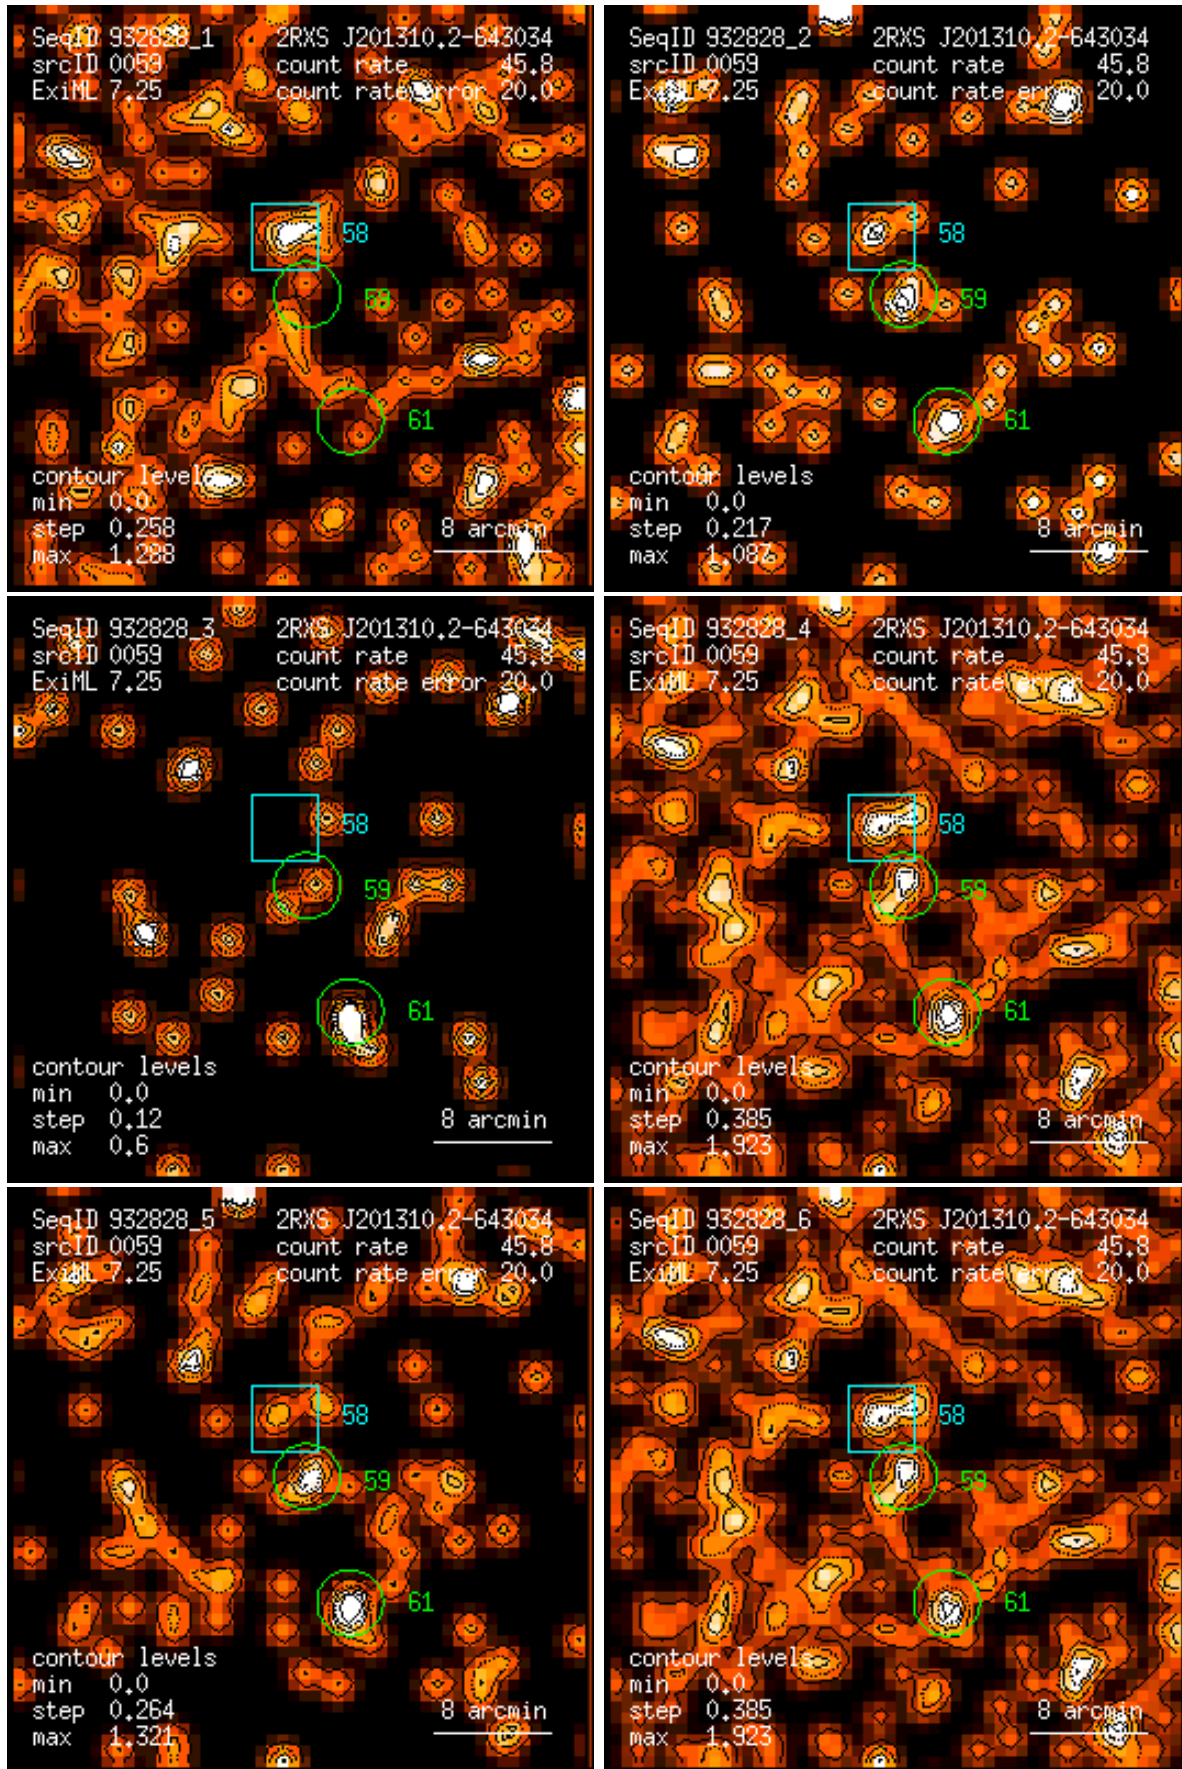 SeqID 932828_1 2RXS J201310.2-643034
srcID 0059 count rate 45.8
ExiML 7.25 count rate error 20.0
58
59
61
contour levels
min 0.0
step 0.258 8 arcmin
max 1.288
SeqID 932828_2 2RXS J201310.2-643034
srcID 0059 count rate 45.8
ExiML 7.25 count rate error 20.0
58
59
61
contour levels
min 0.0
step 0.217 8 arcmin
max 1.087
SeqID 932828_3 2RXS J201310.2-643034
srcID 0059 count rate 45.8
ExiML 7.25 count rate error 20.0
58
59
61
contour levels
min 0.0
step 0.12 8 arcmin
max 0.6
SeqID 932828_4 2RXS J201310.2-643034
srcID 0059 count rate 45.8
ExiML 7.25 count rate error 20.0
58
59
61
contour levels
min 0.0
step 0.385 8 arcmin
max 1.923
SeqID 932828_5 2RXS J201310.2-643034
srcID 0059 count rate 45.8
ExiML 7.25 count rate error 20.0
58
59
61
contour levels
min 0.0
step 0.264 8 arcmin
max 1.321
SeqID 932828_6 2RXS J201310.2-643034
srcID 0059 count rate 45.8
ExiML 7.25 count rate error 20.0
58
59
61
contour levels
min 0.0
step 0.385 8 arcmin
max 1.923